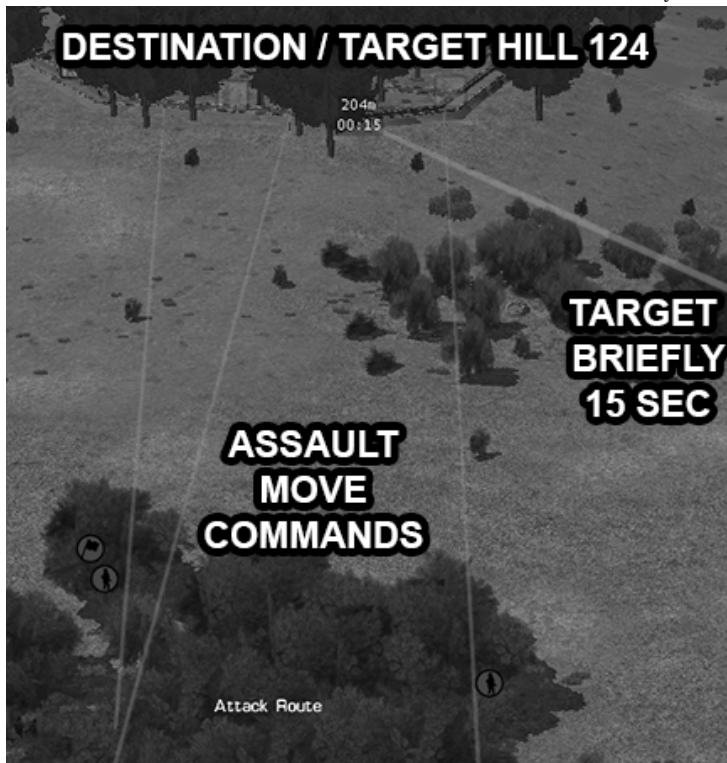 DESTINATION / TARGET HILL 124
204m
00:15
TARGET
BRIEFLY
15 SEC
ASSAULT
MOVE
COMMANDS
Attack Route